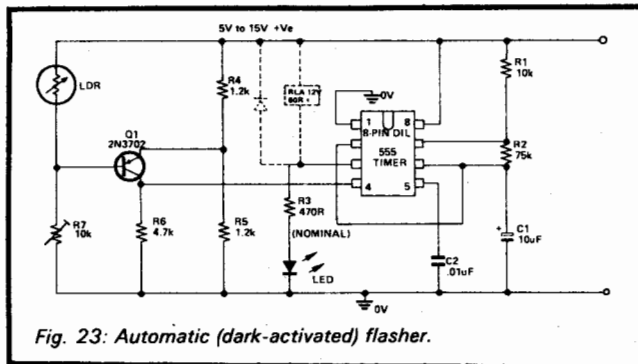 5V to 15V +Ve
LDR
R4
1.2k
RLA 12V
60R +
0V
R1
10k
Q1
2N3702
1
8
8-PIN DIL
555
TIMER
4
5
R2
75k
R3
470R
(NOMINAL)
R7
10k
R6
4.7k
R5
1.2k
LED
C2
.01uF
+
C1
10uF
0V
Fig. 23: Automatic (dark-activated) flasher.